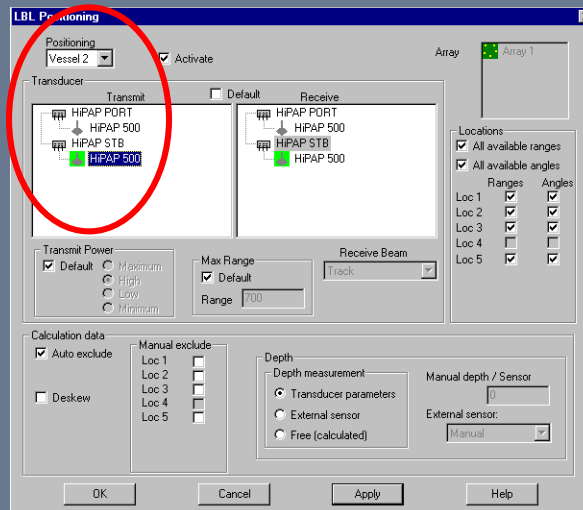 LBL Positioning
Positioning
Vessel 2
Activate
Array
Array 1
Transducer
Transmit
Default
Receive
HiPAP PORT
HiPAP 500
HiPAP STB
HiPAP 500
HiPAP PORT
HiPAP 500
HiPAP STB
HiPAP 500
Locations
All available ranges
All available angles
Ranges Angles
Loc 1
Loc 2
Loc 3
Loc 4
Loc 5
Transmit Power
Default
Maximum
High
Low
Minimum
Max Range
Default
Range 700
Receive Beam
Track
Calculation data
Auto exclude
Deskew
Manual exclude
Loc 1
Loc 2
Loc 3
Loc 4
Loc 5
Depth
Depth measurement
Transducer parameters
External sensor
Free (calculated)
Manual depth / Sensor
0
External sensor:
Manual
OK
Cancel
Apply
Help